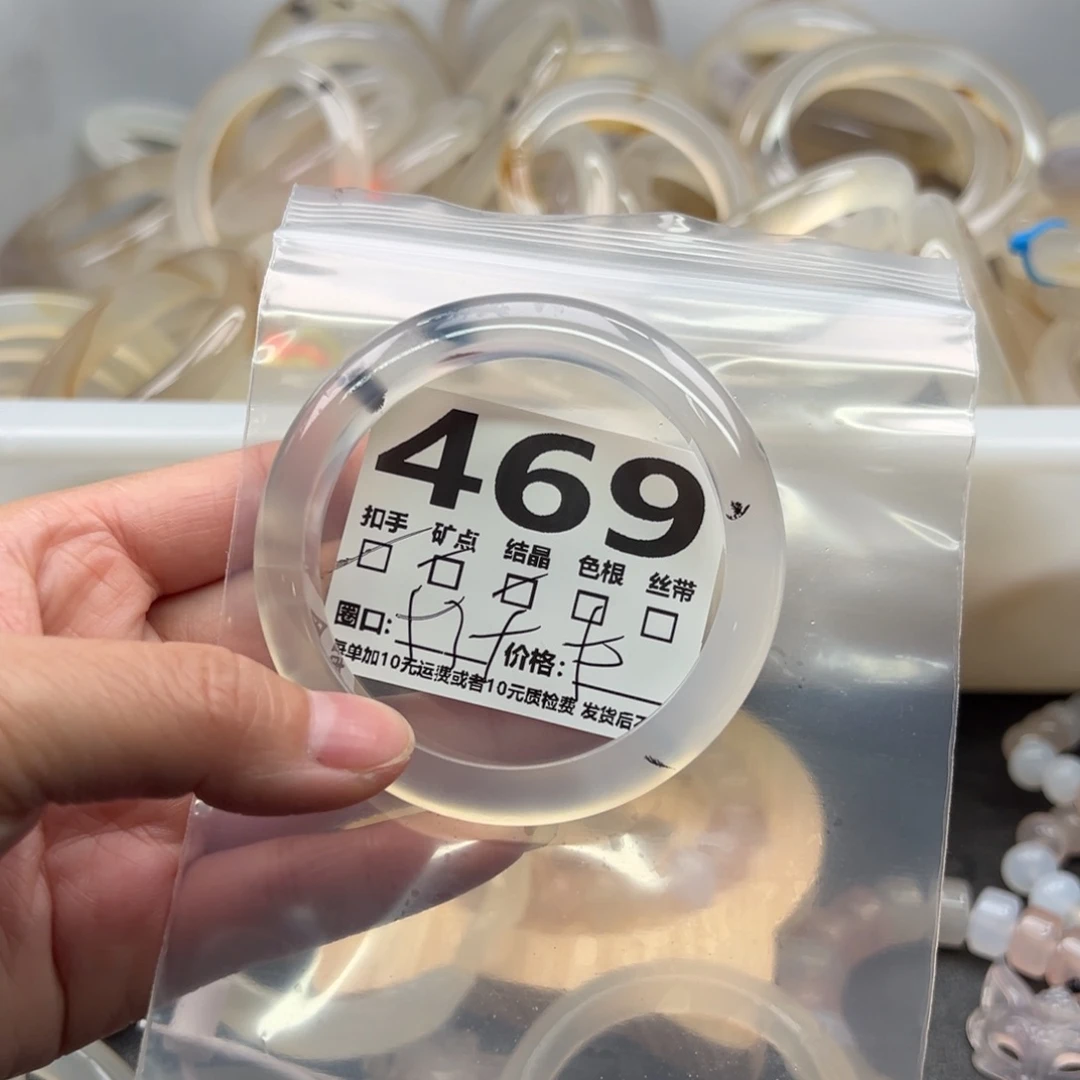 469
扣手 矿点 结晶 色根 丝带
圈口: 价格:
单加10元运费或者10元质检费 发货后不